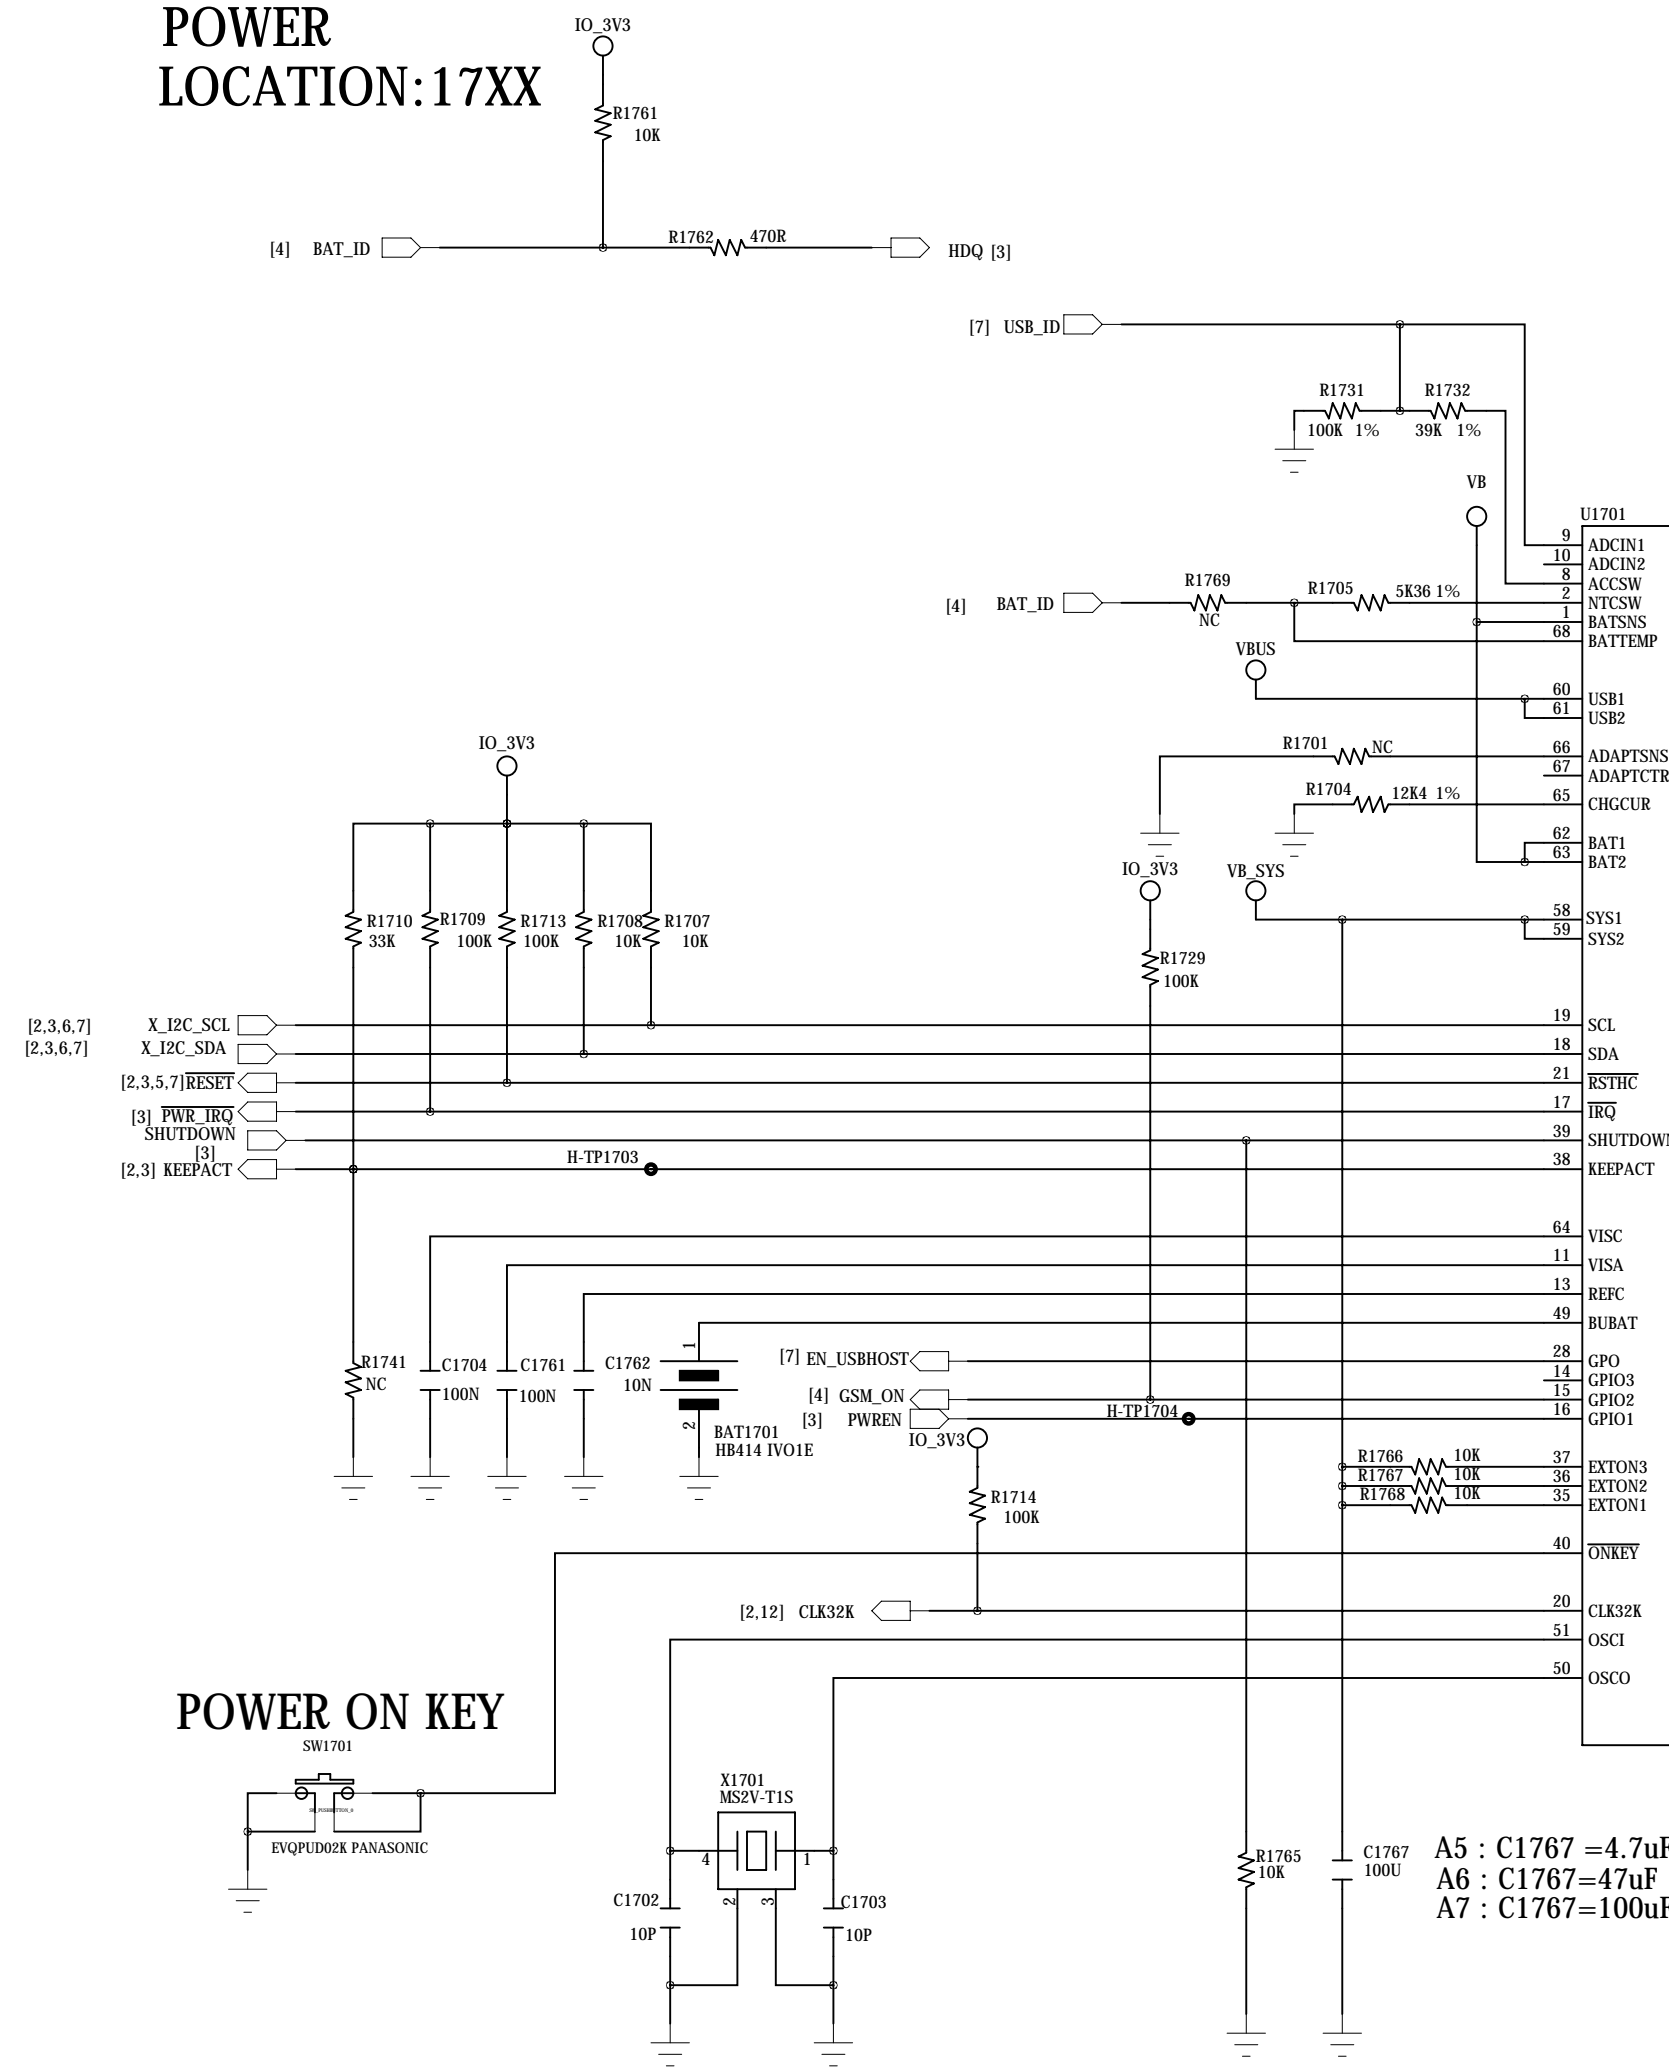 POWER
LOCATION:17XX
IO_3V3
R1761
10K
[4] BAT_ID
R1762 470R
HDQ [3]
[7] USB_ID
R1731 R1732
100K 1% 39K 1%
VB
U1701
9 ADCIN1
10 ADCIN2
8 ACCSW
2 NTCSW
1 BATSNS
68 BATTEMP
[4] BAT_ID
R1769
NC
R1705 5K36 1%
VBUS
60 USB1
61 USB2
R1701 NC
66 ADAPTSNS
67 ADAPTCTR
R1704 12K4 1%
65 CHGCUR
62 BAT1
63 BAT2
IO_3V3
IO_3V3 VB_SYS
58 SYS1
59 SYS2
R1710 R1709 R1713 R1708 R1707
33K 100K 100K 10K 10K
R1729
100K
[2,3,6,7] X_I2C_SCL 19 SCL
[2,3,6,7] X_I2C_SDA 18 SDA
[2,3,5,7] RESET 21 RSTHC
[3] PWR_IRQ 17 IRQ
SHUTDOWN 39 SHUTDOWN
[3]
[2,3] KEEPACT H-TP1703 38 KEEPACT
64 VISC
11 VISA
13 REFC
49 BUBAT
R1741 C1704 C1761 C1762
NC 100N 100N 10N
1
2
BAT1701
HB414 IVO1E
[7] EN_USBHOST 28 GPO
14 GPIO3
[4] GSM_ON 15 GPIO2
[3] PWREN H-TP1704 16 GPIO1
IO_3V3
R1714
100K
R1766 10K 37 EXTON3
R1767 10K 36 EXTON2
R1768 10K 35 EXTON1
40 ONKEY
[2,12] CLK32K 20 CLK32K
51 OSCI
50 OSCO
POWER ON KEY
SW1701
SW_PUSHBUTTON_0
EVQPUD02K PANASONIC
X1701
MS2V-T1S
4 1
2 3
C1702 C1703
10P 10P
R1765
10K
C1767
100U
A5 : C1767 =4.7uF
A6 : C1767=47uF
A7 : C1767=100uF